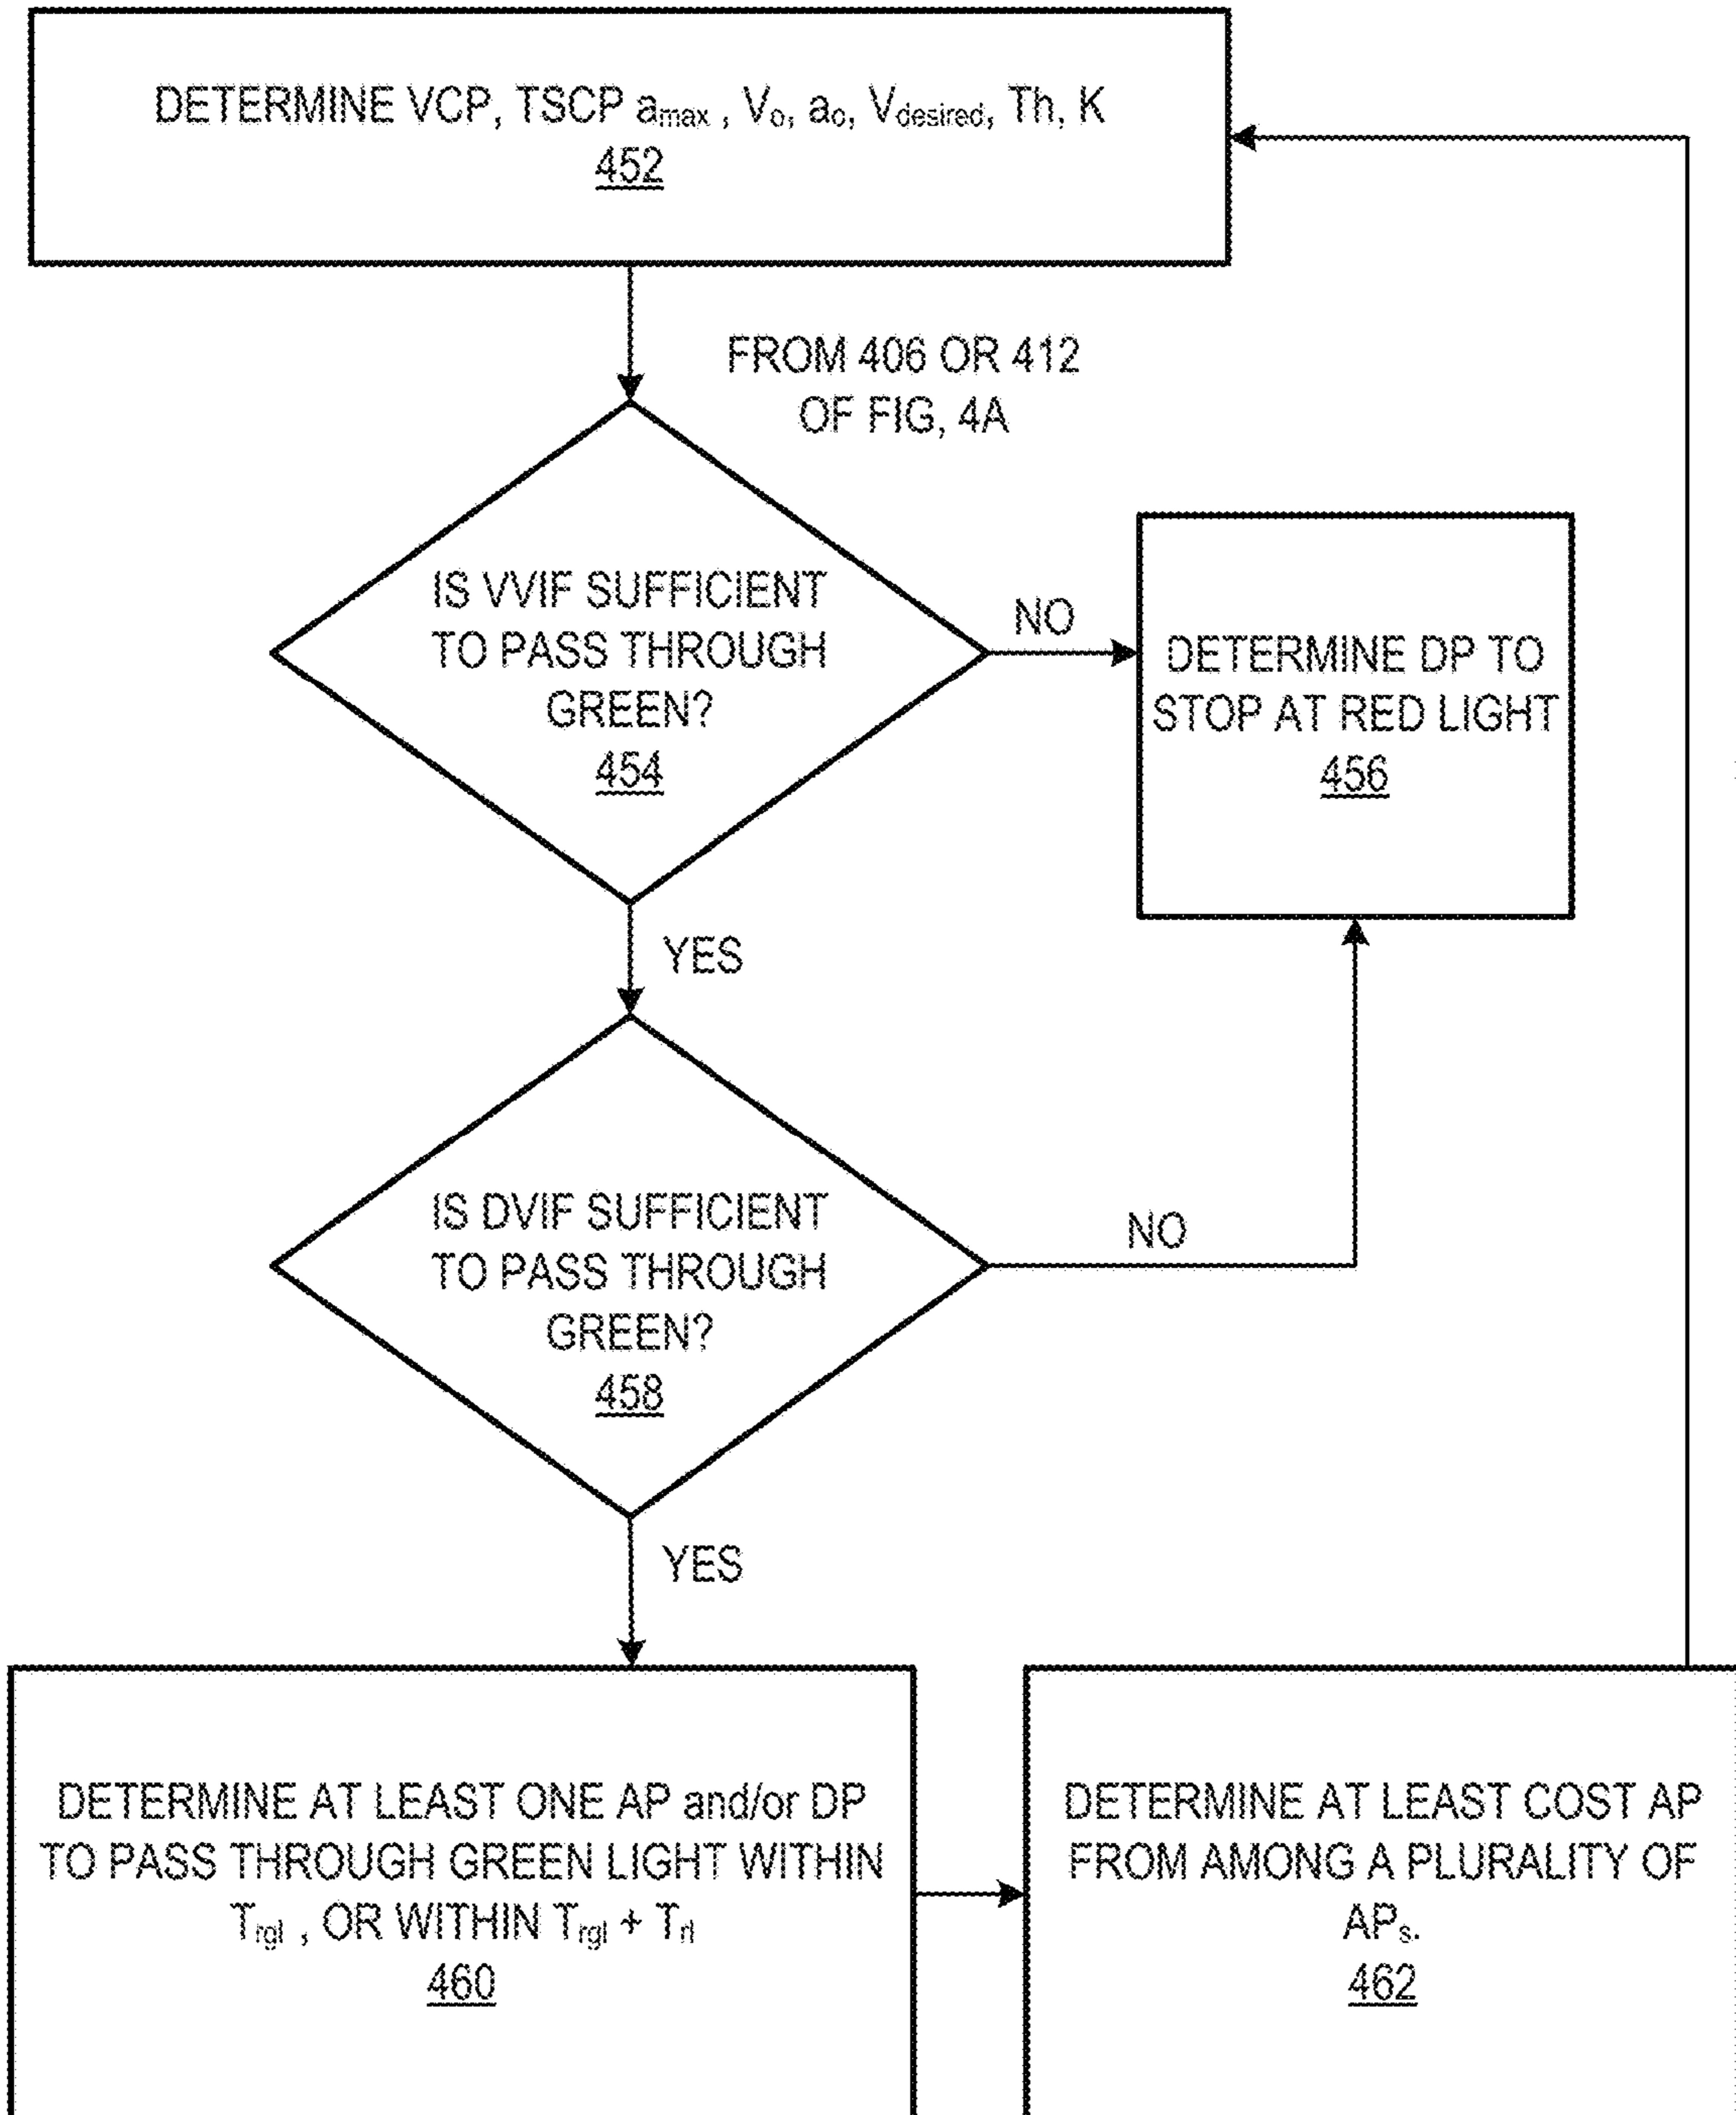 DETERMINE VCP, TSCP amax , Vo, ao, Vdesired, Th, K
452
FROM 406 OR 412
OF FIG, 4A
IS VVIF SUFFICIENT
TO PASS THROUGH
GREEN?
454
NO
DETERMINE DP TO
STOP AT RED LIGHT
456
YES
IS DVIF SUFFICIENT
TO PASS THROUGH
GREEN?
458
NO
YES
DETERMINE AT LEAST ONE AP and/or DP
TO PASS THROUGH GREEN LIGHT WITHIN
Trgl , OR WITHIN Trgl + Trl
460
DETERMINE AT LEAST COST AP
FROM AMONG A PLURALITY OF
APs.
462